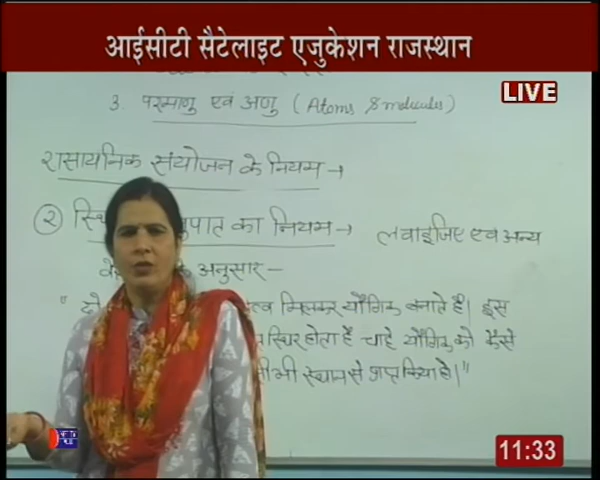 आईसीटी सैटेलाइट एजुकेशन राजस्थान
LIVE
3. परमाणु एवं अणु (Atoms & molecules)
रासायनिक संयोजन के नियम →
② स्थि पात का नियम → लवाइजिए एवं अन्य
के अनुसार –
" दो त्व मिलकर यौगिक बनाते है। इस
स्थिर होता है चाहे यौगिक को कैसे
भी स्थान से प्राप्त किया हो।"
11:33